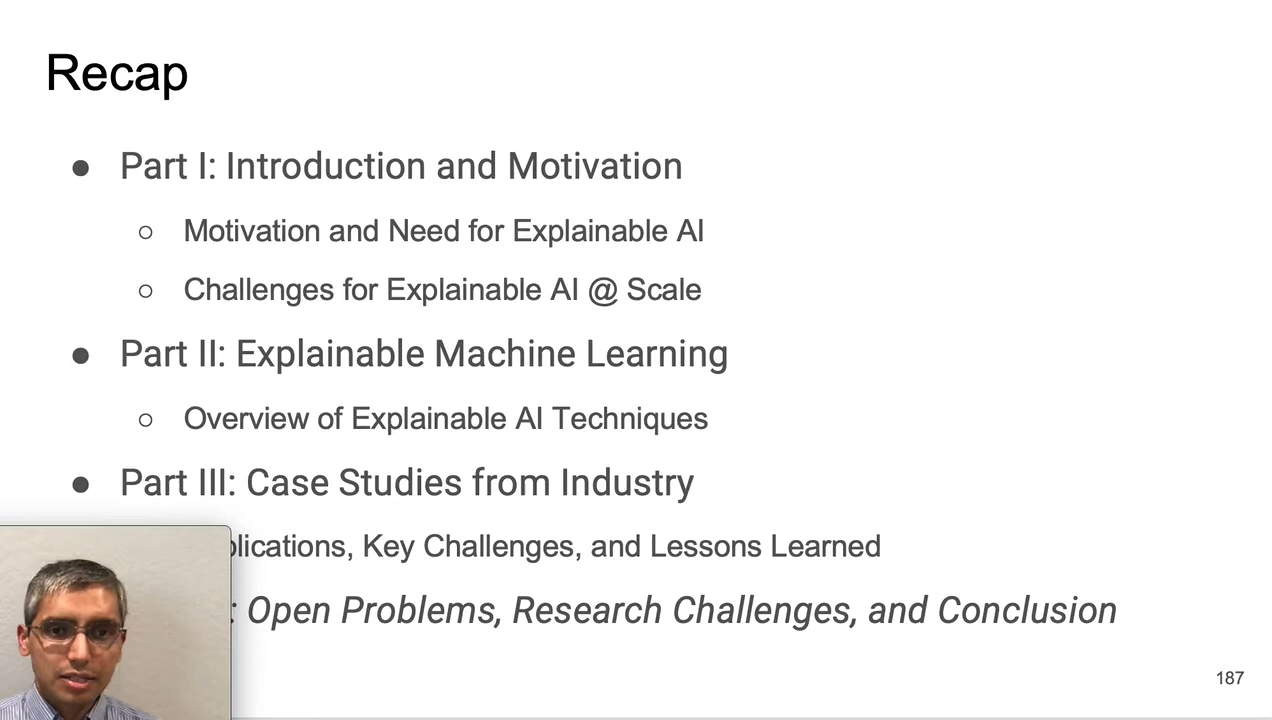 Recap
● Part I: Introduction and Motivation
○ Motivation and Need for Explainable AI
○ Challenges for Explainable AI @ Scale
● Part II: Explainable Machine Learning
○ Overview of Explainable AI Techniques
● Part III: Case Studies from Industry
plications, Key Challenges, and Lessons Learned
: Open Problems, Research Challenges, and Conclusion
187